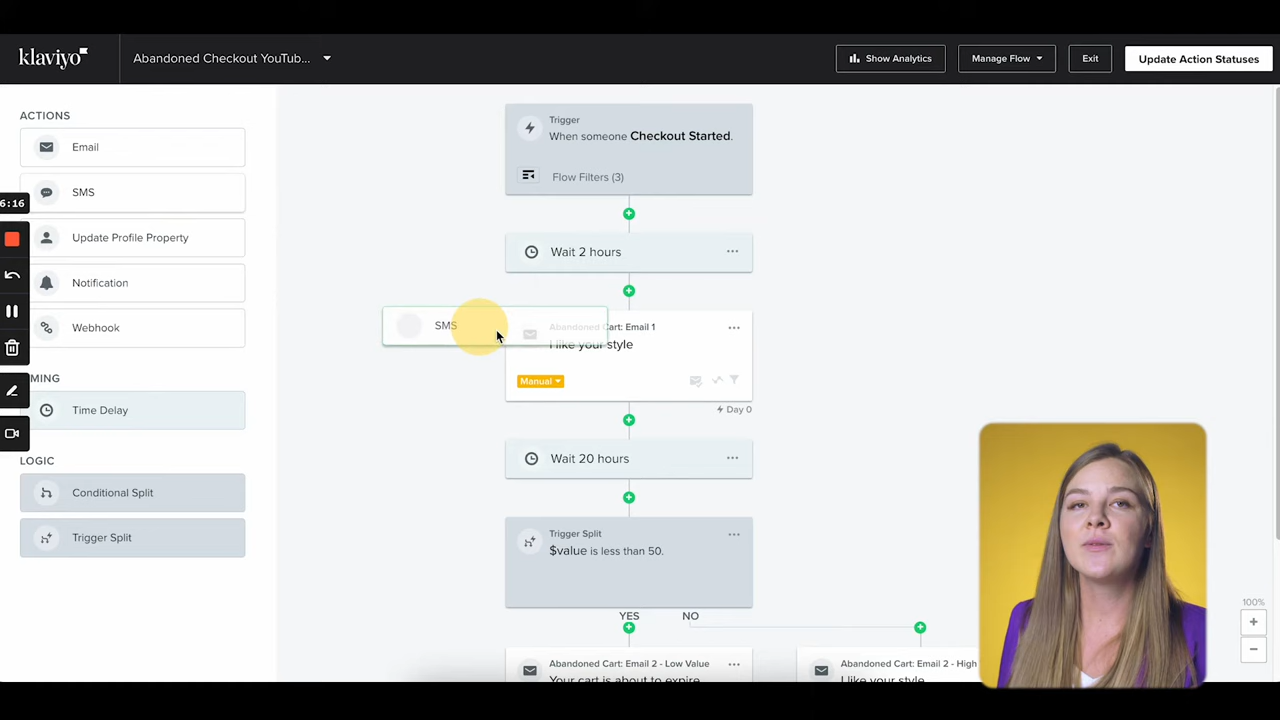 klaviyo
Abandoned Checkout YouTub...
Show Analytics
Manage Flow
Exit
Update Action Statuses
ACTIONS
Email
SMS
Update Profile Property
Notification
Webhook
6:16
MING
Time Delay
LOGIC
Conditional Split
Trigger Split
Trigger
When someone Checkout Started.
Flow Filters (3)
Wait 2 hours
SMS
Abandoned Cart: Email 1
I like your style
Manual
Day 0
Wait 20 hours
Trigger Split
$value is less than 50.
YES
NO
Abandoned Cart: Email 2 - Low Value
Your cart is about to expire
Abandoned Cart: Email 2 - High
I like your style
100%